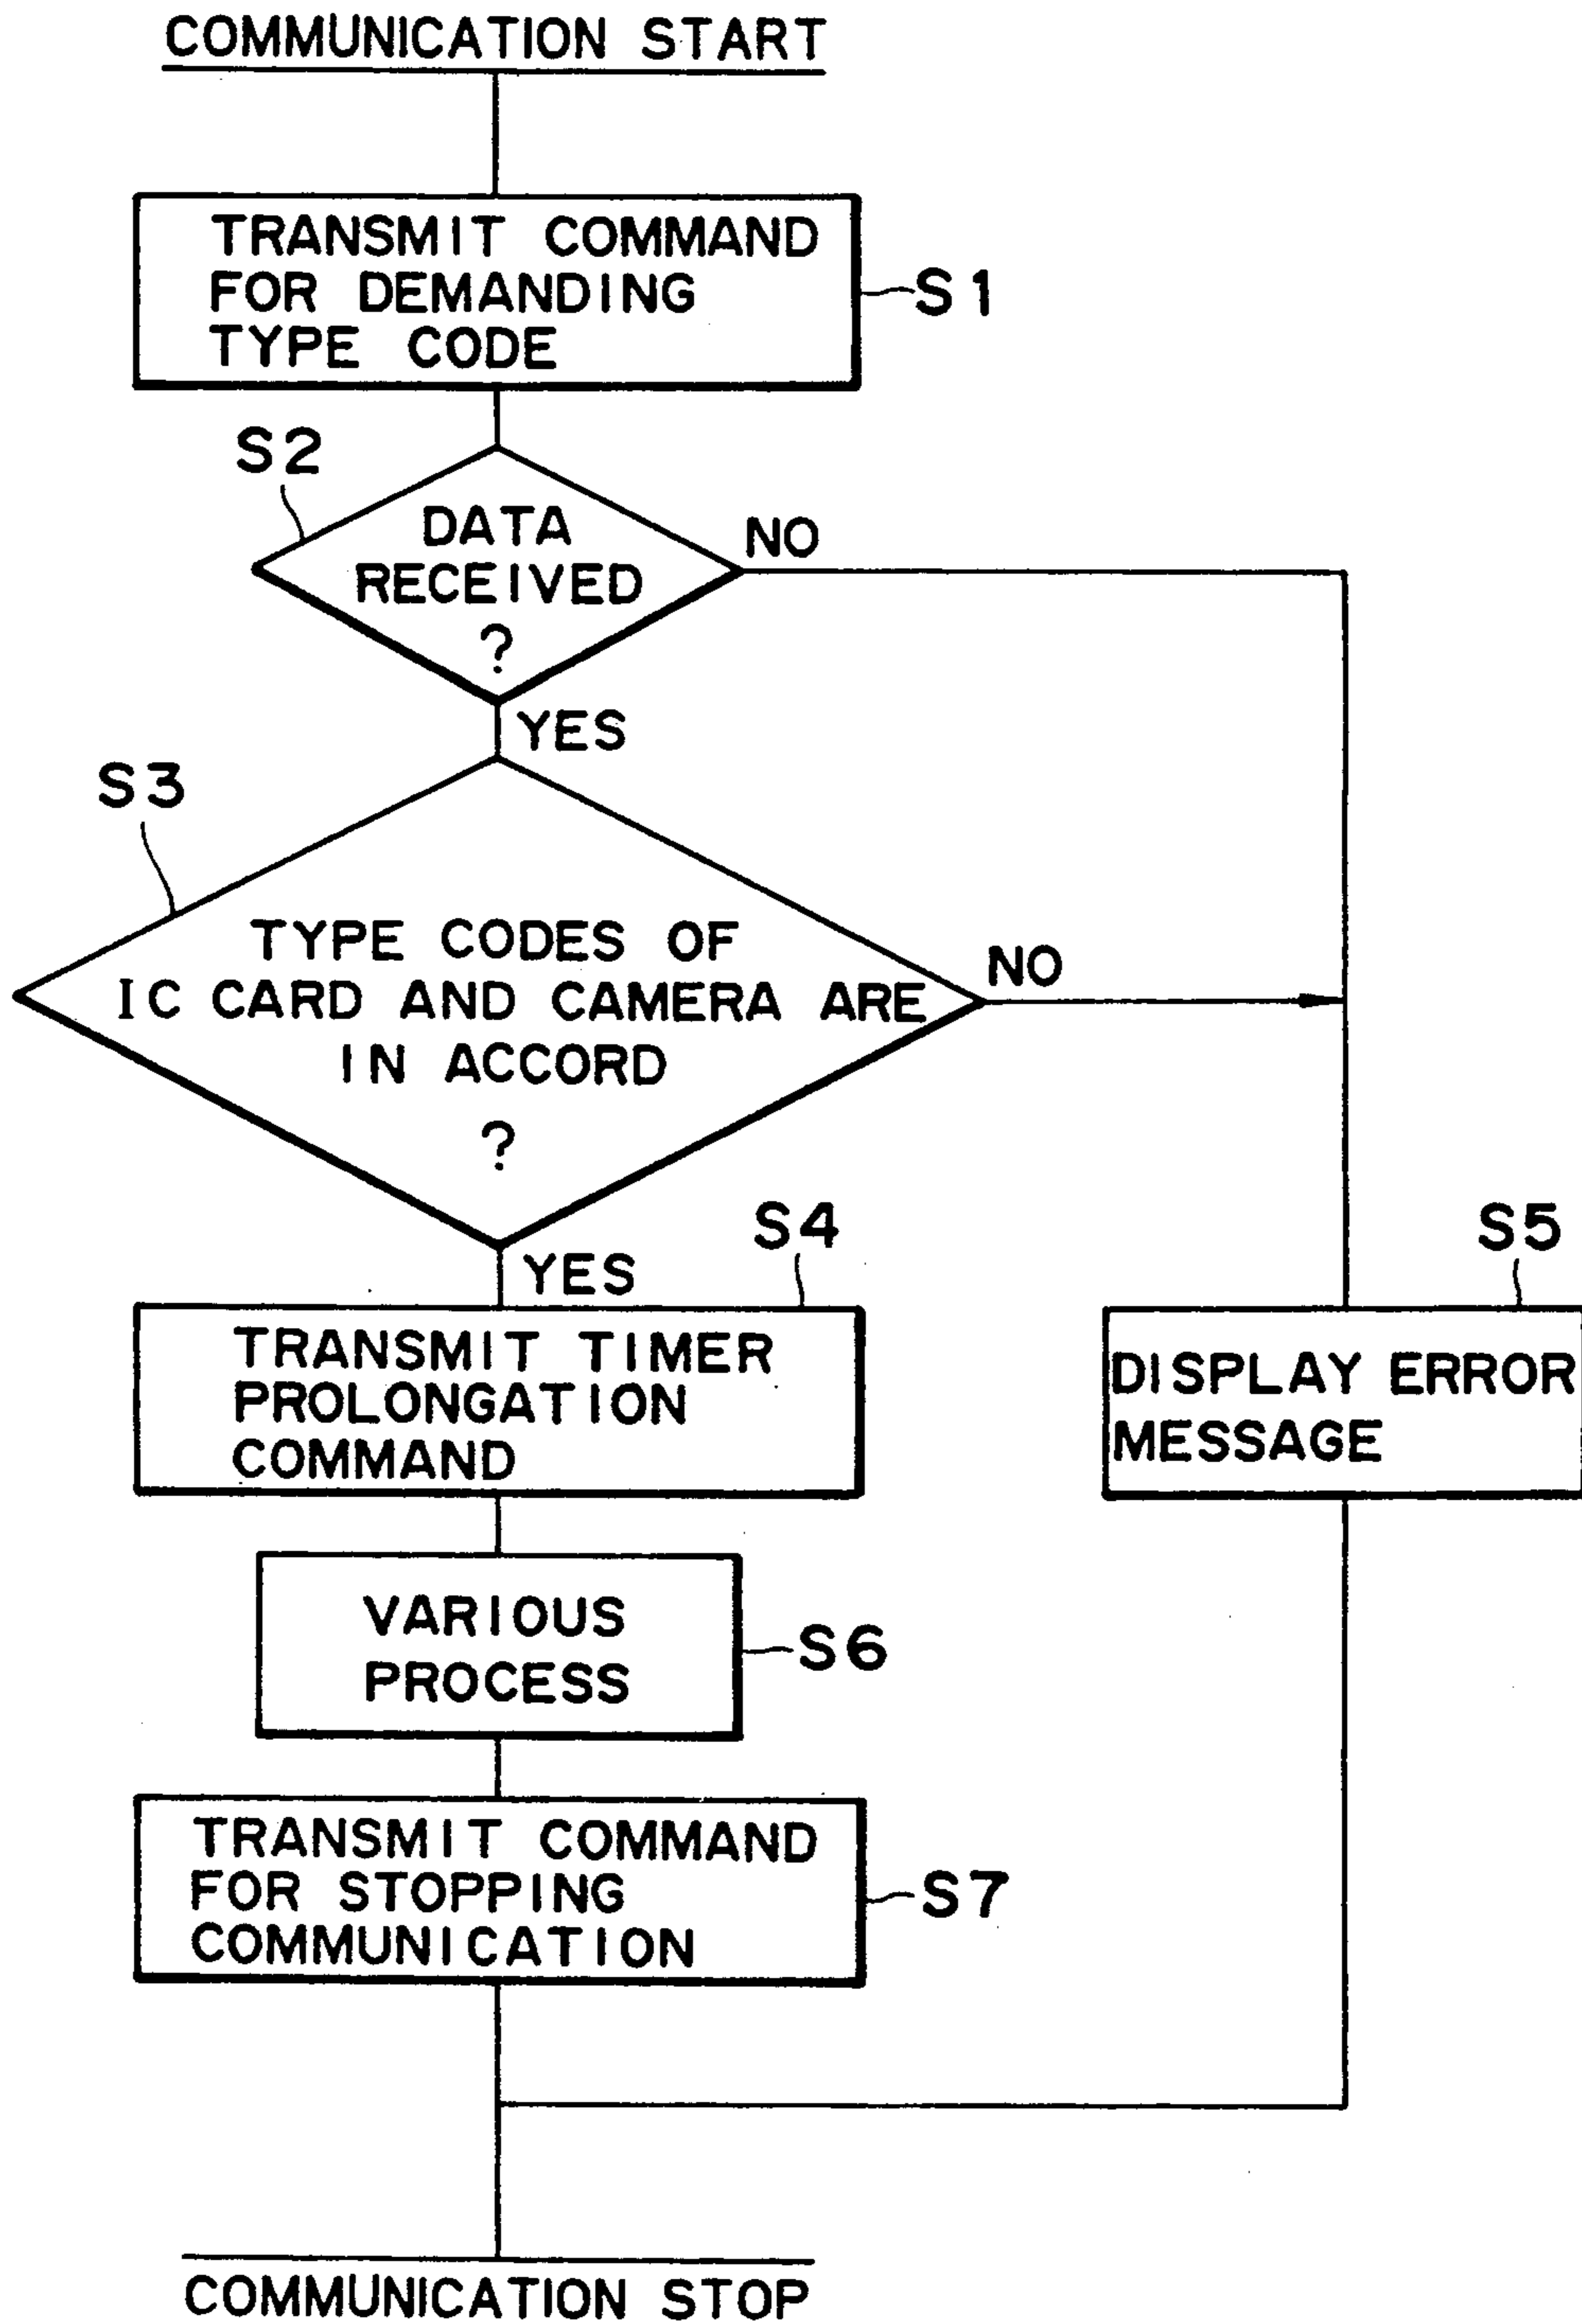 COMMUNICATION START
TRANSMIT COMMAND
FOR DEMANDING
TYPE CODE
S1
S2
DATA
RECEIVED
?
NO
YES
S3
TYPE CODES OF
IC CARD AND CAMERA ARE
IN ACCORD
?
NO
YES
S4
TRANSMIT TIMER
PROLONGATION
COMMAND
S5
DISPLAY ERROR
MESSAGE
VARIOUS
PROCESS
S6
TRANSMIT COMMAND
FOR STOPPING
COMMUNICATION
S7
COMMUNICATION STOP